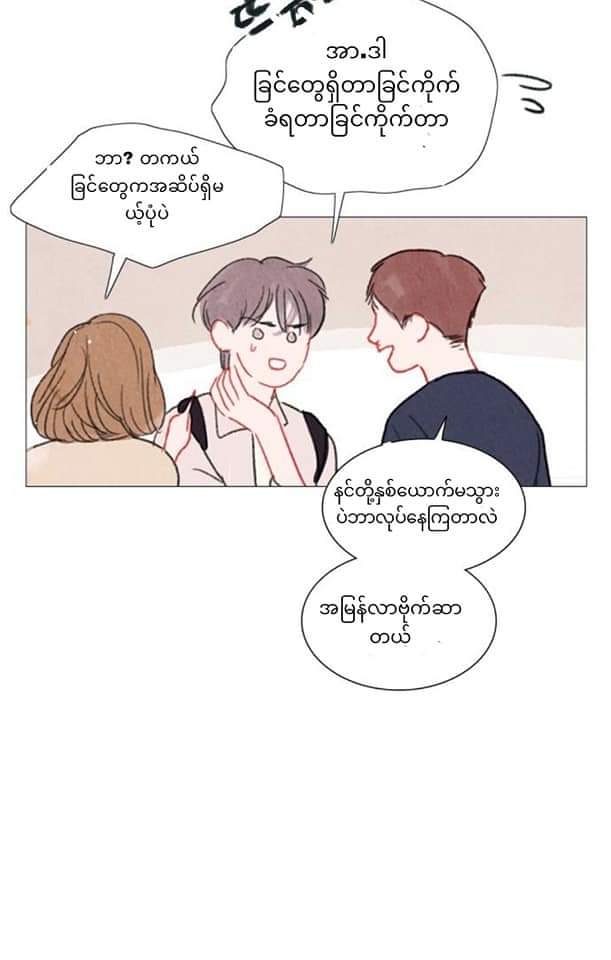 အာ.ဒါ
ခြင်တွေရှိတာခြင်ကိုက်
ခံရတာခြင်ကိုက်တာ
ဘာ? တကယ်
ခြင်တွေကအဆိပ်ရှိမ
ယ့်ပုံပဲ
နင်တို့နှစ်ယောက်မသွား
ပဲဘာလုပ်နေကြတာလဲ
အမြန်လာဗိုက်ဆာ
တယ်